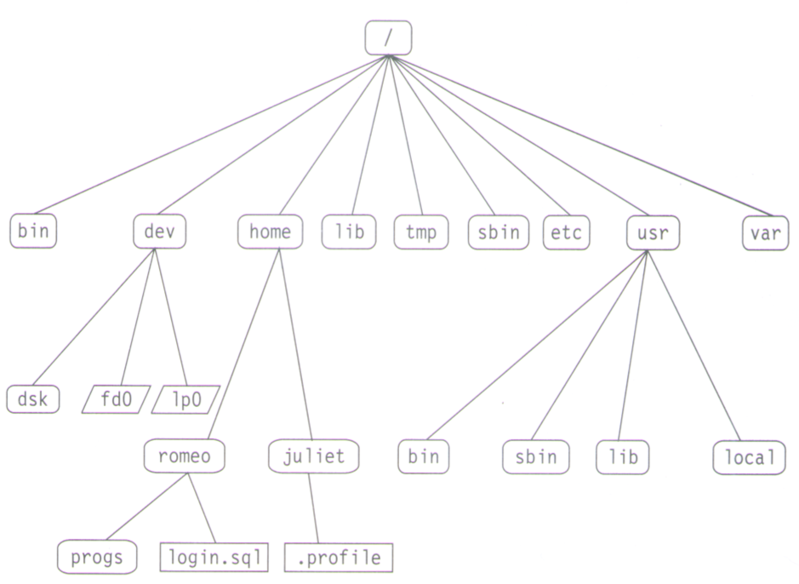 /
bin dev home lib tmp sbin etc usr var
dsk fd0 lp0
romeo juliet bin sbin lib local
progs login.sql .profile